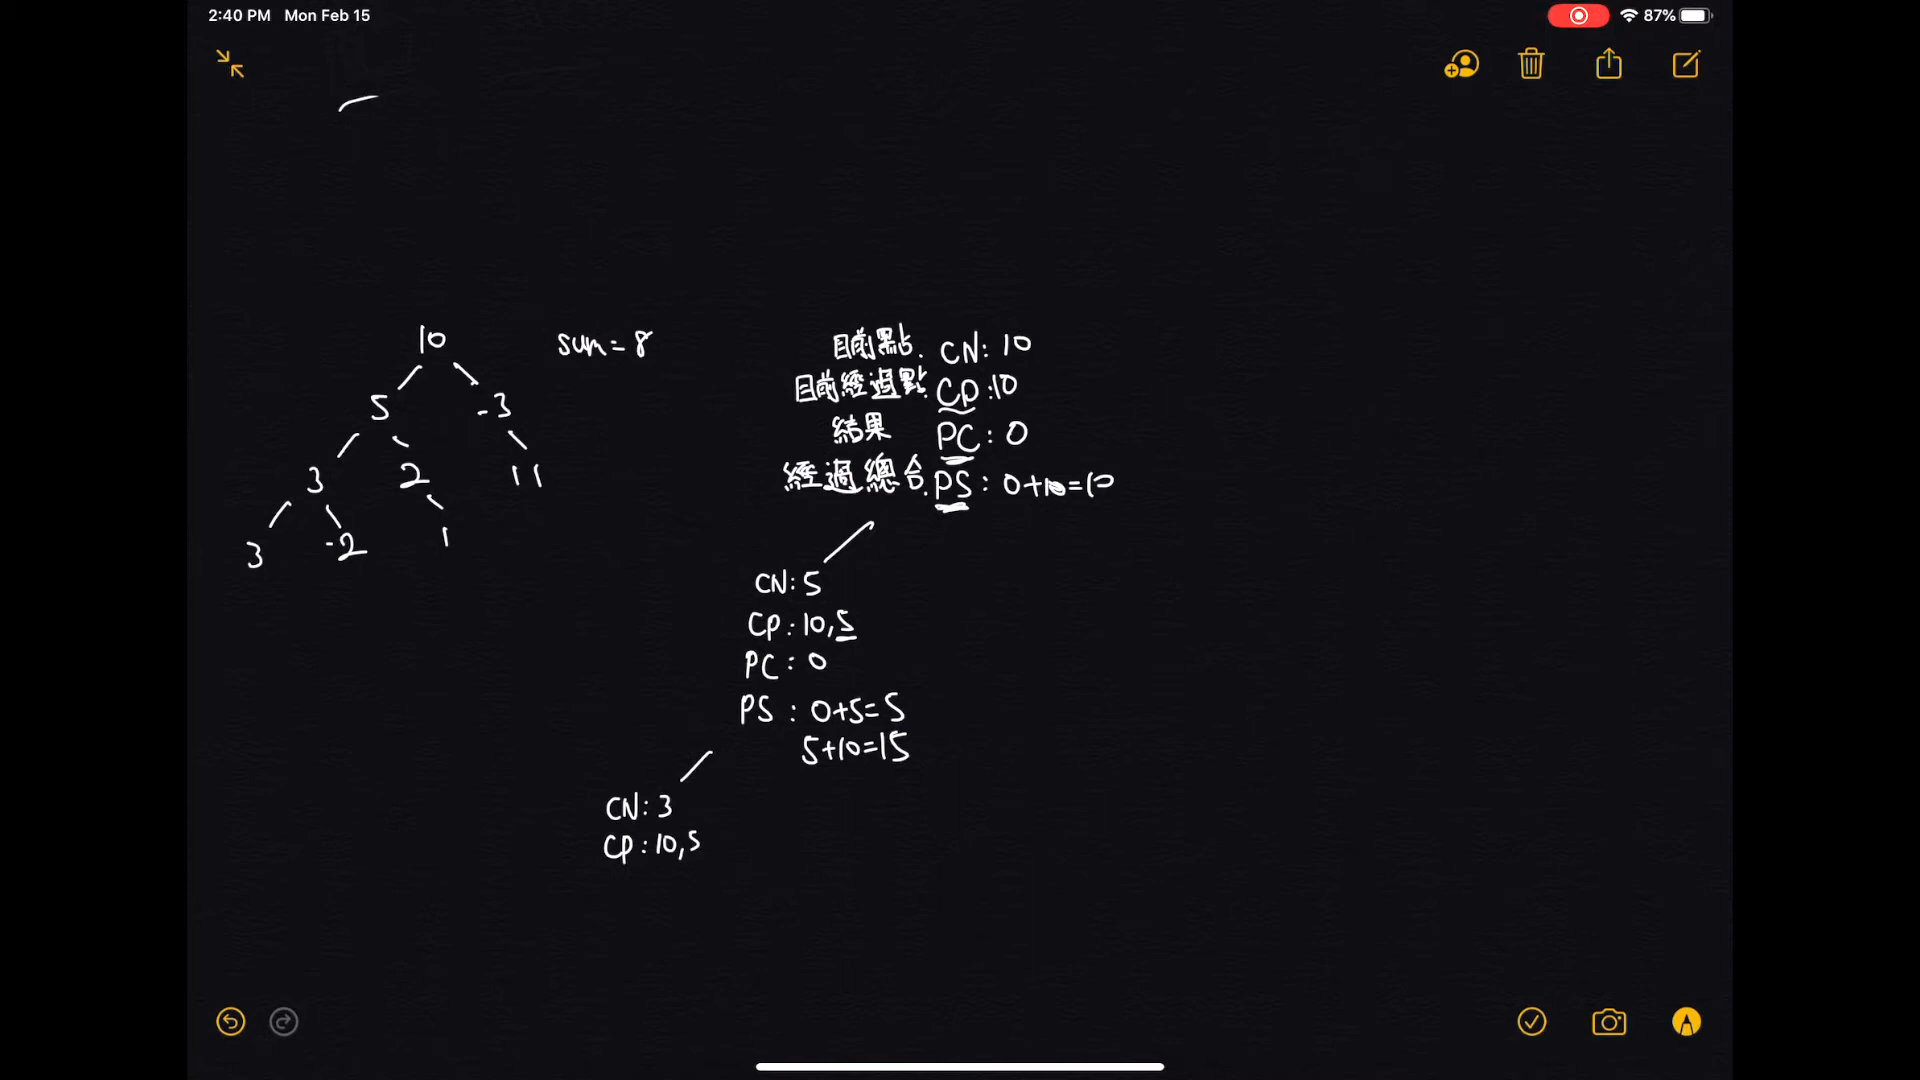 2:40 PM Mon Feb 15
87%
10
sum = 8
5
-3
3
2
11
3
-2
1
目前點. CN: 10
目前經過點. CP: 10
結果 PC: 0
經過總合. PS: 0+10=10
CN: 5
CP: 10,5
PC: 0
PS: 0+5=5
5+10=15
CN: 3
CP: 10,5